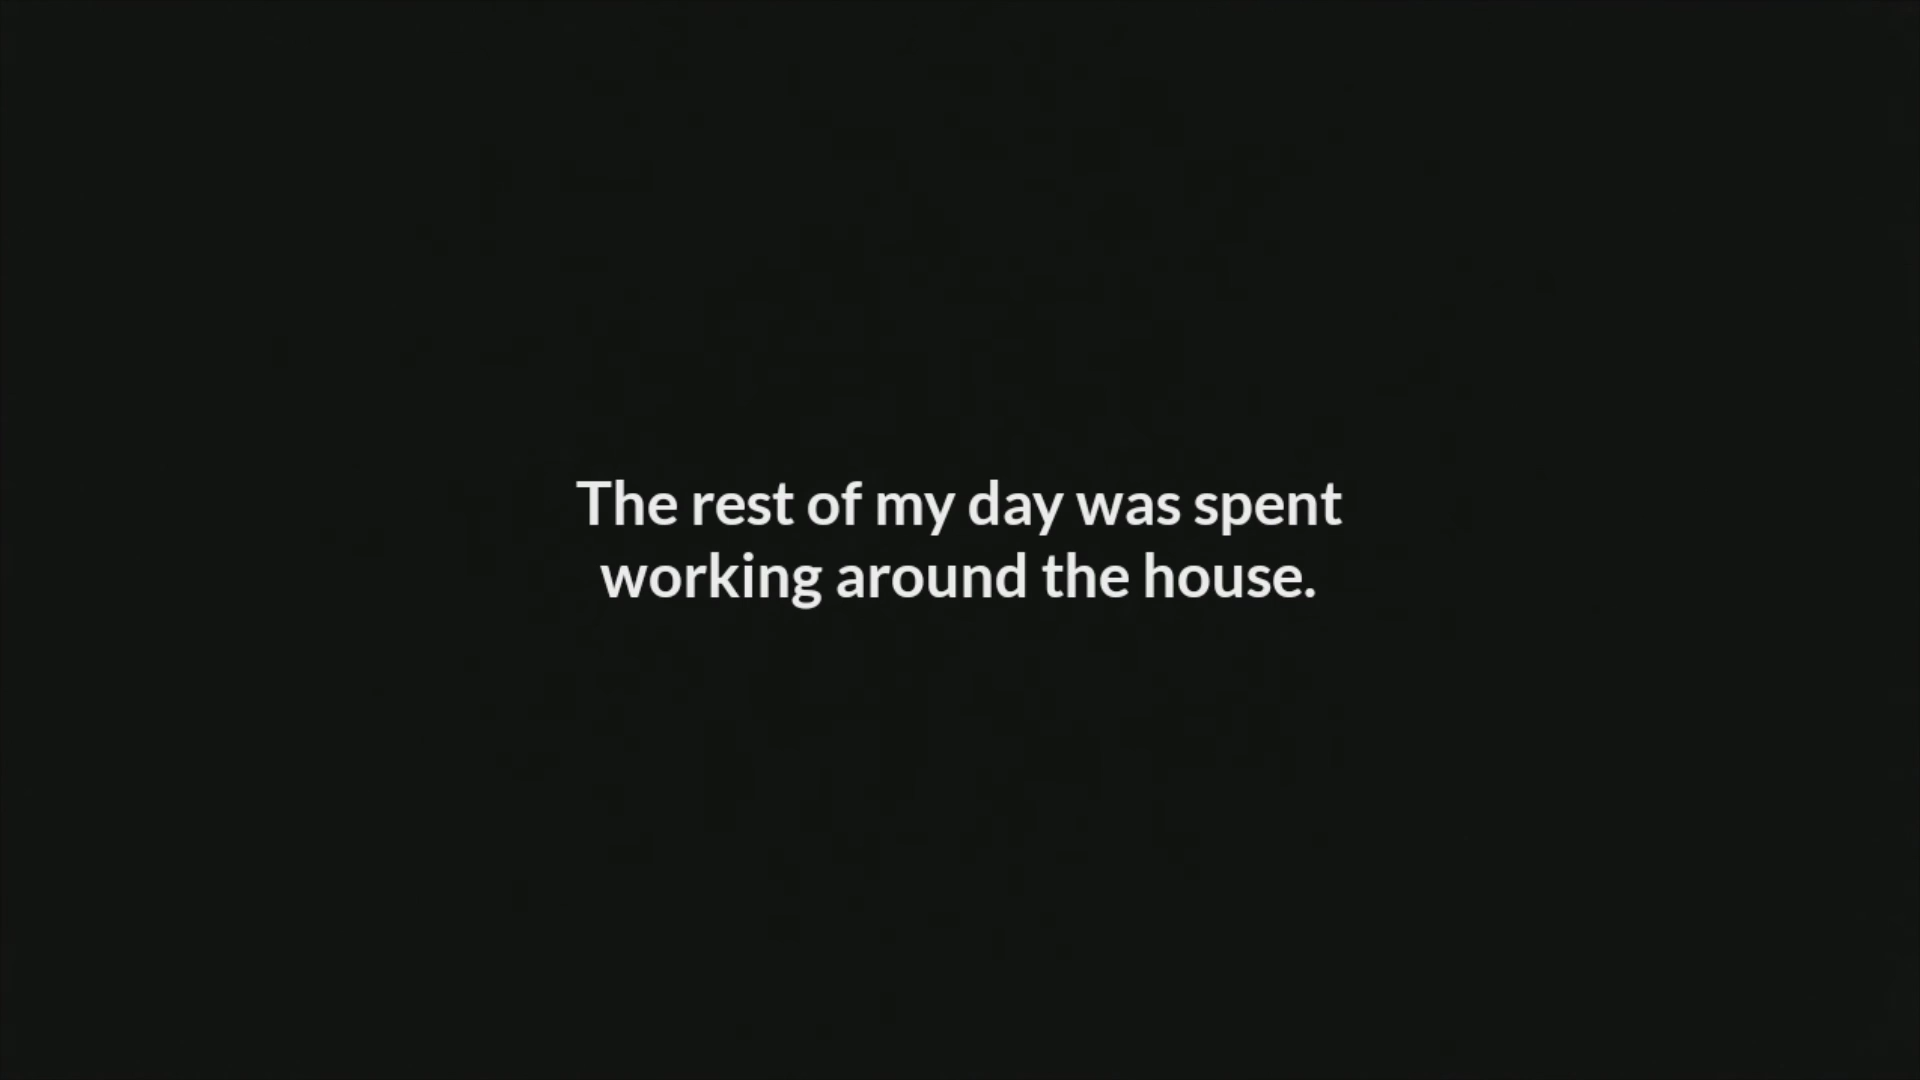 The rest of my day was spent
working around the house.